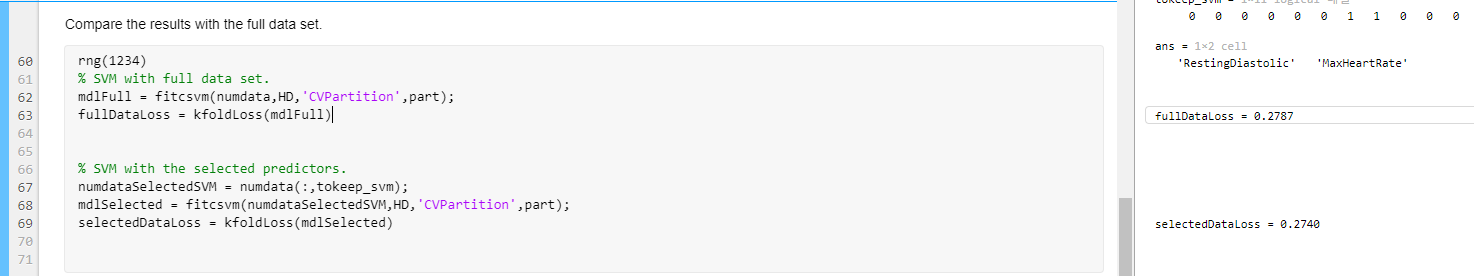 Compare the results with the full data set.
60 rng(1234)
61 % SVM with full data set.
62 mdlFull = fitcsvm(numdata,HD,'CVPartition',part);
63 fullDataLoss = kfoldLoss(mdlFull)
64
65
66 % SVM with the selected predictors.
67 numdataSelectedSVM = numdata(:,tokeep_svm);
68 mdlSelected = fitcsvm(numdataSelectedSVM,HD,'CVPartition',part);
69 selectedDataLoss = kfoldLoss(mdlSelected)
70
71
0 0 0 0 0 0 1 1 0 0 0
ans = 1×2 cell
'RestingDiastolic' 'MaxHeartRate'
fullDataLoss = 0.2787
selectedDataLoss = 0.2740